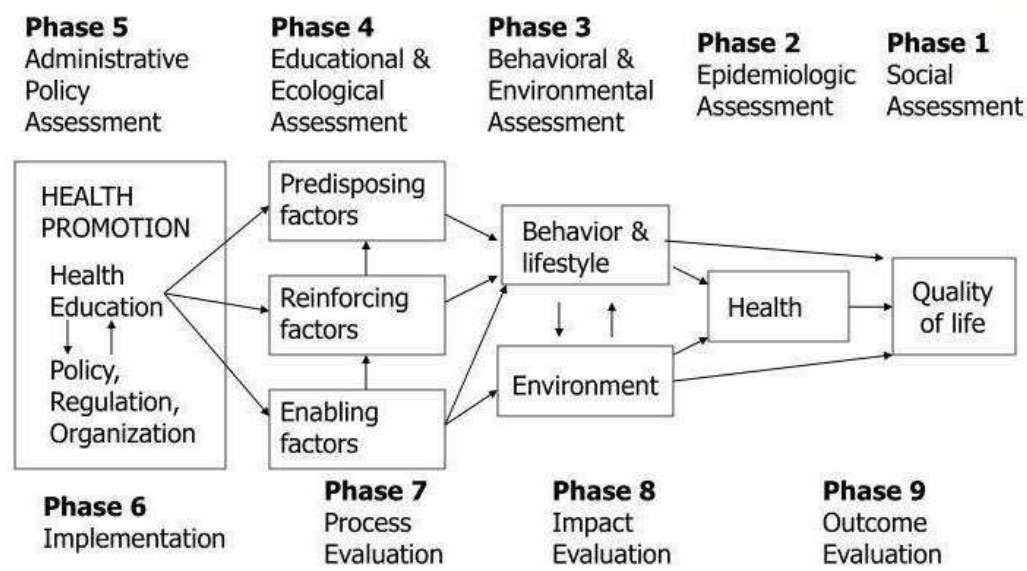 Phase 5
Administrative
Policy
Assessment
Phase 4
Educational &
Ecological
Assessment
Phase 3
Behavioral &
Environmental
Assessment
Phase 2
Epidemiologic
Assessment
Phase 1
Social
Assessment
HEALTH
PROMOTION
Health
Education
Policy,
Regulation,
Organization
Predisposing
factors
Reinforcing
factors
Enabling
factors
Behavior &
lifestyle
Environment
Health
Quality
of life
Phase 6
Implementation
Phase 7
Process
Evaluation
Phase 8
Impact
Evaluation
Phase 9
Outcome
Evaluation